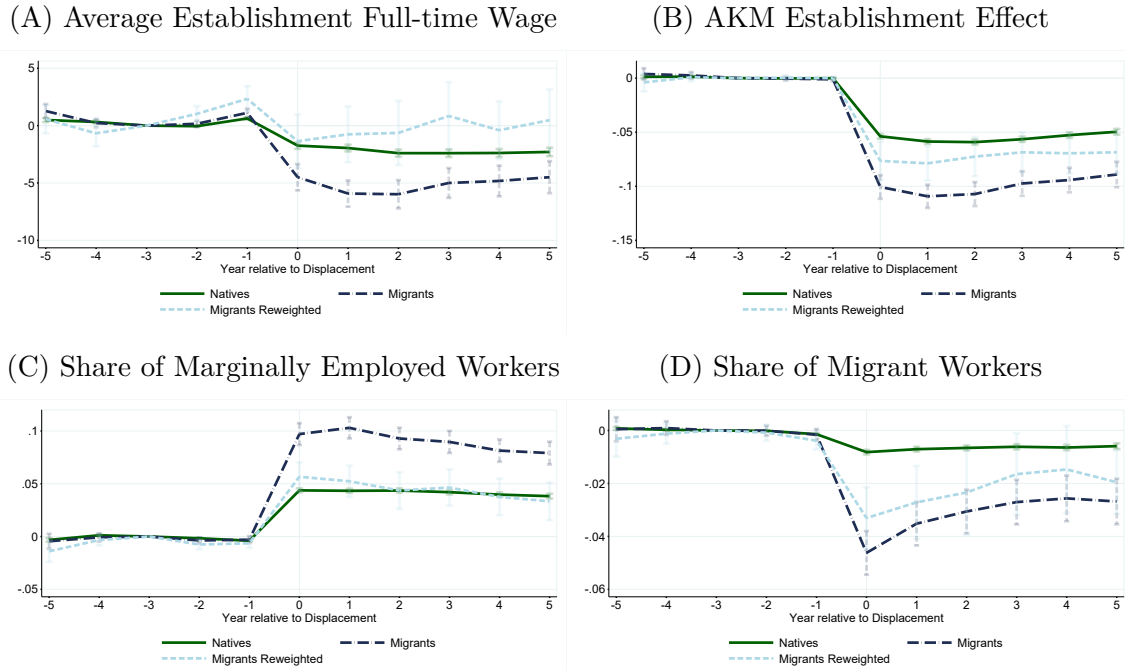 (A) Average Establishment Full-time Wage
5
0
-5
-10
-5 -4 -3 -2 -1 0 1 2 3 4 5
Year relative to Displacement
Natives Migrants
Migrants Reweighted
(B) AKM Establishment Effect
0
-.05
-.1
-.15
-5 -4 -3 -2 -1 0 1 2 3 4 5
Year relative to Displacement
Natives Migrants
Migrants Reweighted
(C) Share of Marginally Employed Workers
.1
.05
0
-.05
-5 -4 -3 -2 -1 0 1 2 3 4 5
Year relative to Displacement
Natives Migrants
Migrants Reweighted
(D) Share of Migrant Workers
0
-.02
-.04
-.06
-5 -4 -3 -2 -1 0 1 2 3 4 5
Year relative to Displacement
Natives Migrants
Migrants Reweighted